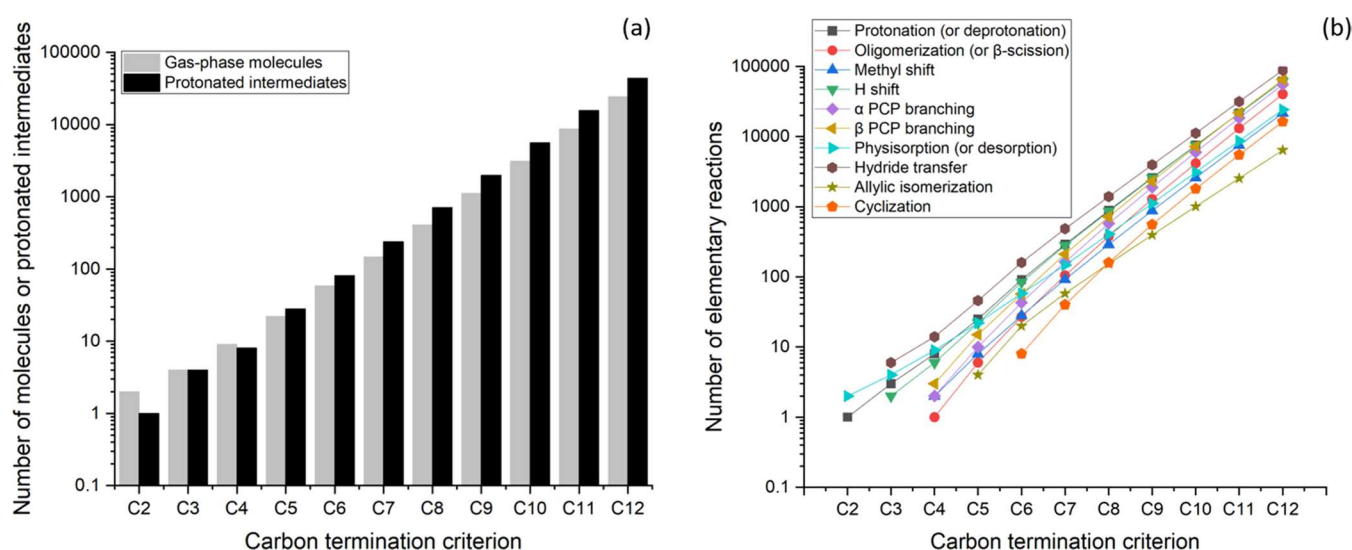 (a)
Number of molecules or protonated intermediates
100000
10000
1000
100
10
1
0.1
Gas-phase molecules
Protonated intermediates
C2 C3 C4 C5 C6 C7 C8 C9 C10 C11 C12
Carbon termination criterion
(b)
Number of elementary reactions
Protonation (or deprotonation)
Oligomerization (or β-scission)
Methyl shift
H shift
α PCP branching
β PCP branching
Physisorption (or desorption)
Hydride transfer
Allylic isomerization
Cyclization
100000
10000
1000
100
10
1
0.1
C2 C3 C4 C5 C6 C7 C8 C9 C10 C11 C12
Carbon termination criterion